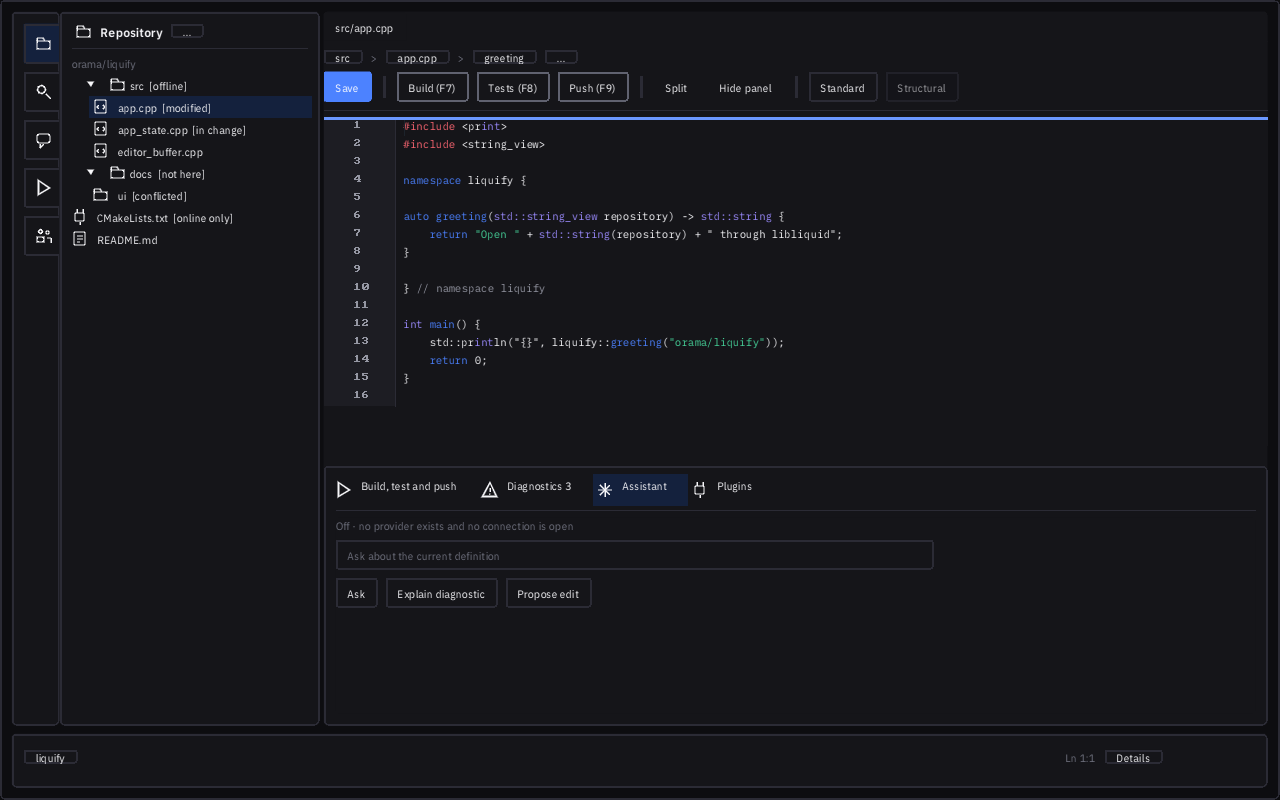 Repository ...
orama/liquify
src [offline]
app.cpp [modified]
app_state.cpp [in change]
editor_buffer.cpp
docs [not here]
ui [conflicted]
CMakeLists.txt [online only]
README.md
src/app.cpp
src > app.cpp > greeting ...
Save Build (F7) Tests (F8) Push (F9) Split Hide panel Standard Structural
1 #include <print>
2 #include <string_view>
3
4 namespace liquify {
5
6 auto greeting(std::string_view repository) -> std::string {
7 return "Open " + std::string(repository) + " through libliquid";
8 }
9
10 } // namespace liquify
11
12 int main() {
13 std::println("{}", liquify::greeting("orama/liquify"));
14 return 0;
15 }
16
Build, test and push Diagnostics 3 Assistant Plugins
Off · no provider exists and no connection is open
Ask about the current definition
Ask Explain diagnostic Propose edit
liquify Ln 1:1 Details